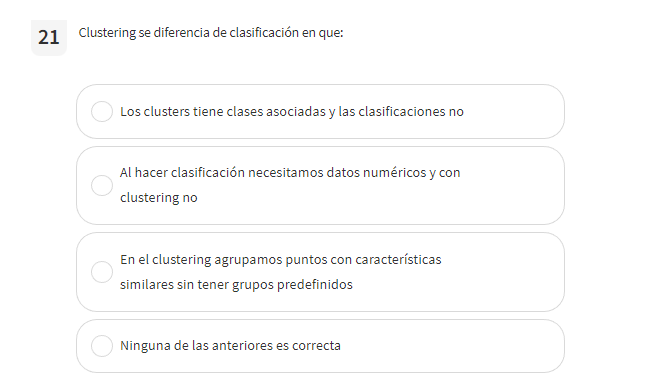 21
Clustering se diferencia de clasificación en que:
Los clusters tiene clases asociadas y las clasificaciones no
Al hacer clasificación necesitamos datos numéricos y con
clustering no
En el clustering agrupamos puntos con características
similares sin tener grupos predefinidos
Ninguna de las anteriores es correcta